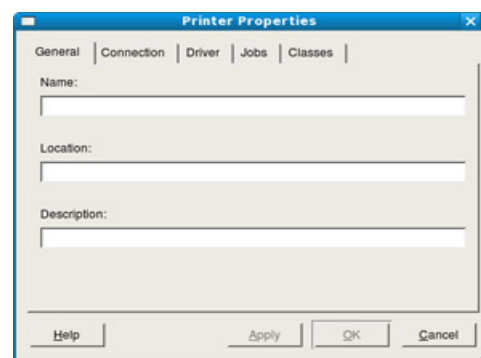 Printer Properties
General Connection Driver Jobs Classes
Name:
Location:
Description:
Help Apply OK Cancel